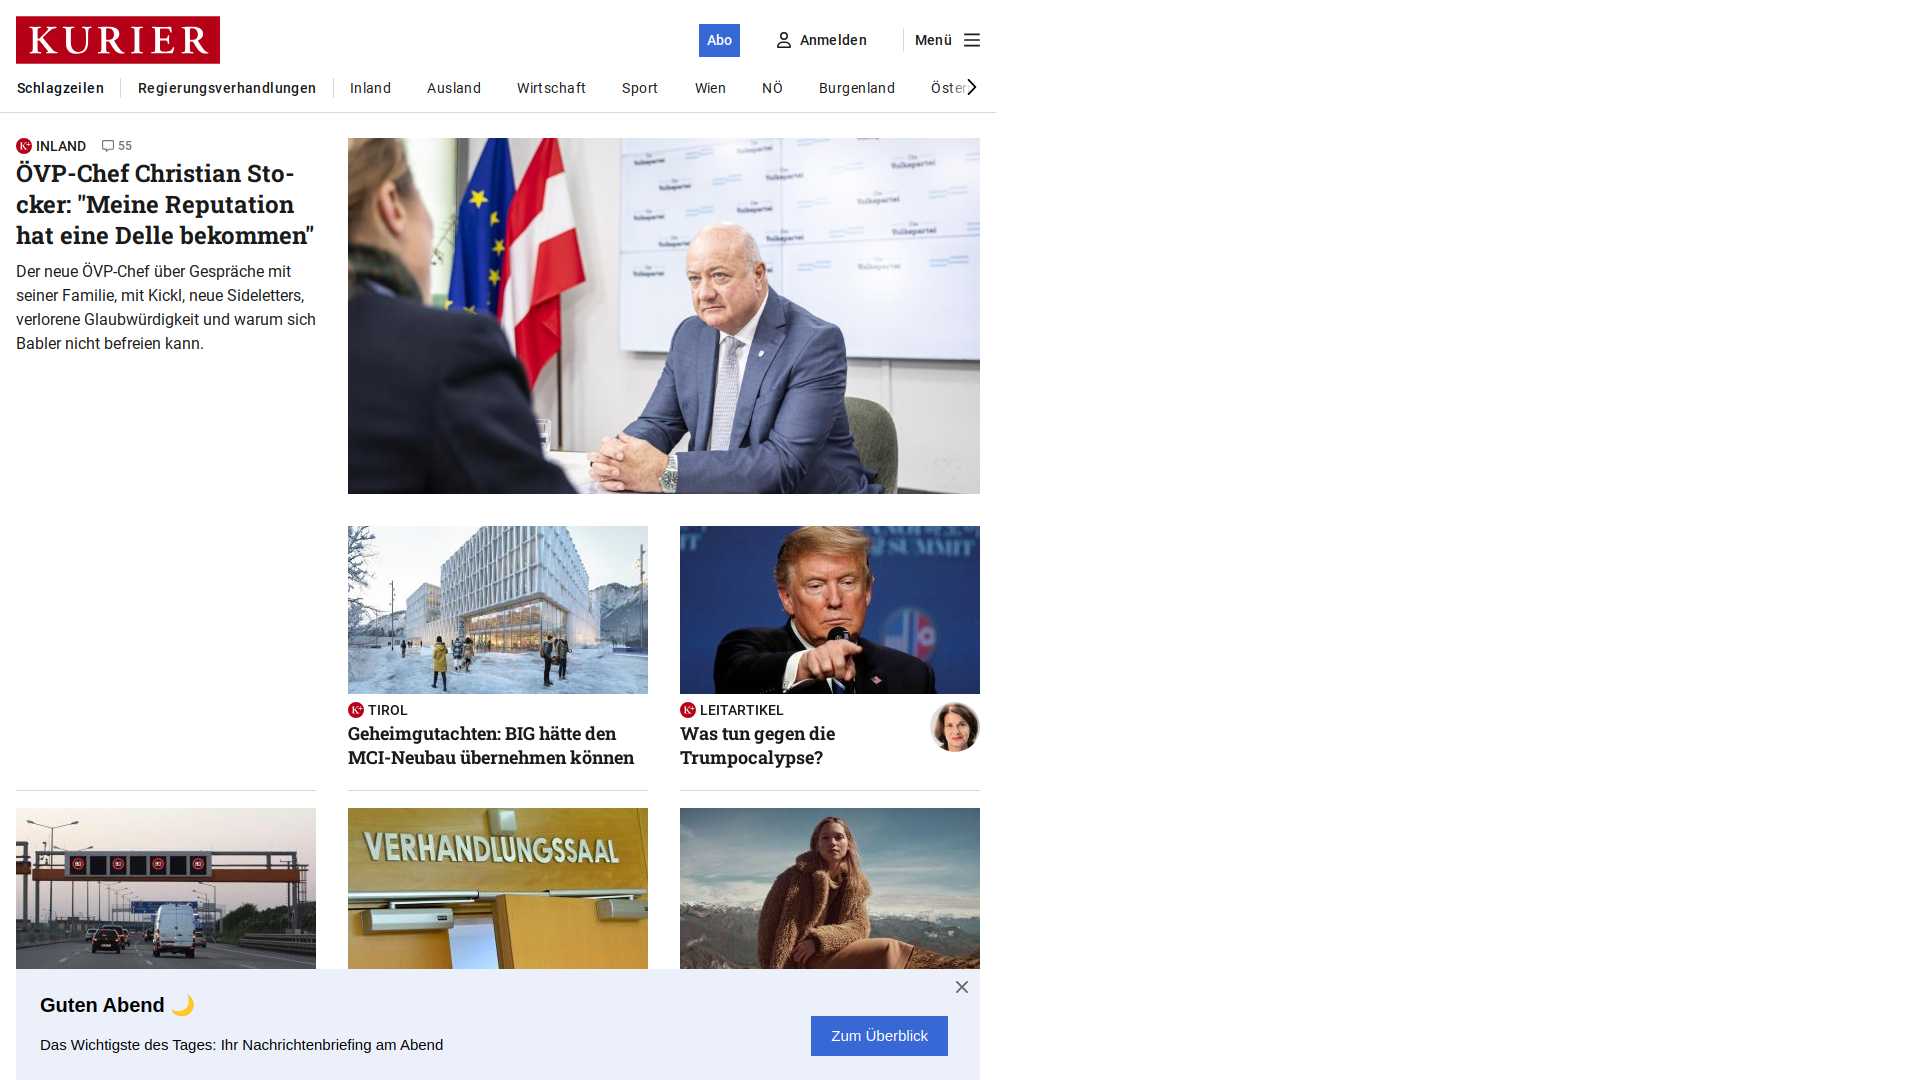 KURIER
Abo
Anmelden
Menü
Schlagzeilen
Regierungsverhandlungen
Inland
Ausland
Wirtschaft
Sport
Wien
NÖ
Burgenland
Öster
INLAND
55
ÖVP-Chef Christian Sto-
cker: "Meine Reputation
hat eine Delle bekommen"
Der neue ÖVP-Chef über Gespräche mit
seiner Familie, mit Kickl, neue Sideletters,
verlorene Glaubwürdigkeit und warum sich
Babler nicht befreien kann.
SUMMIT
TIROL
Geheimgutachten: BIG hätte den
MCI-Neubau übernehmen können
LEITARTIKEL
Was tun gegen die
Trumpocalypse?
VERHANDLUNGSSAAL
Guten Abend
Das Wichtigste des Tages: Ihr Nachrichtenbriefing am Abend
Zum Überblick